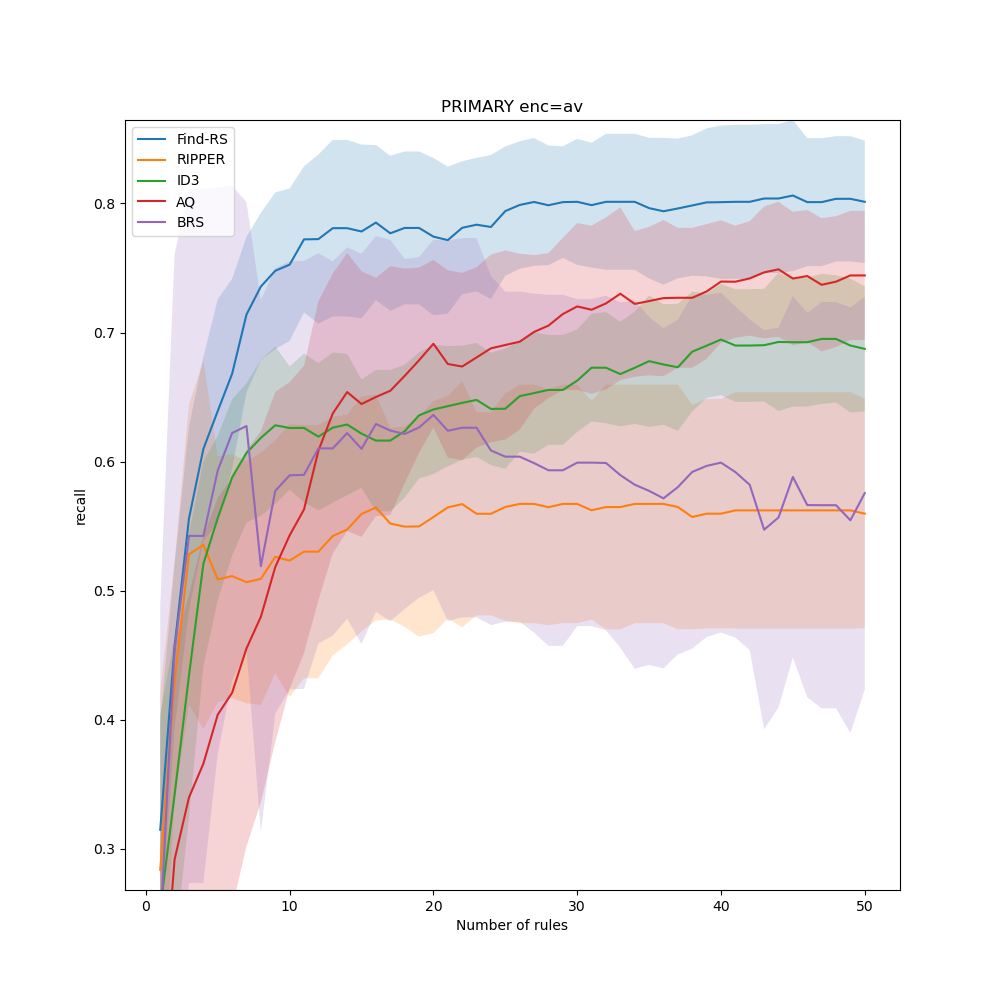 PRIMARY enc=av
Find-RS
RIPPER
ID3
AQ
BRS
0.8
0.7
0.6
0.5
0.4
0.3
recall
0 10 20 30 40 50
Number of rules